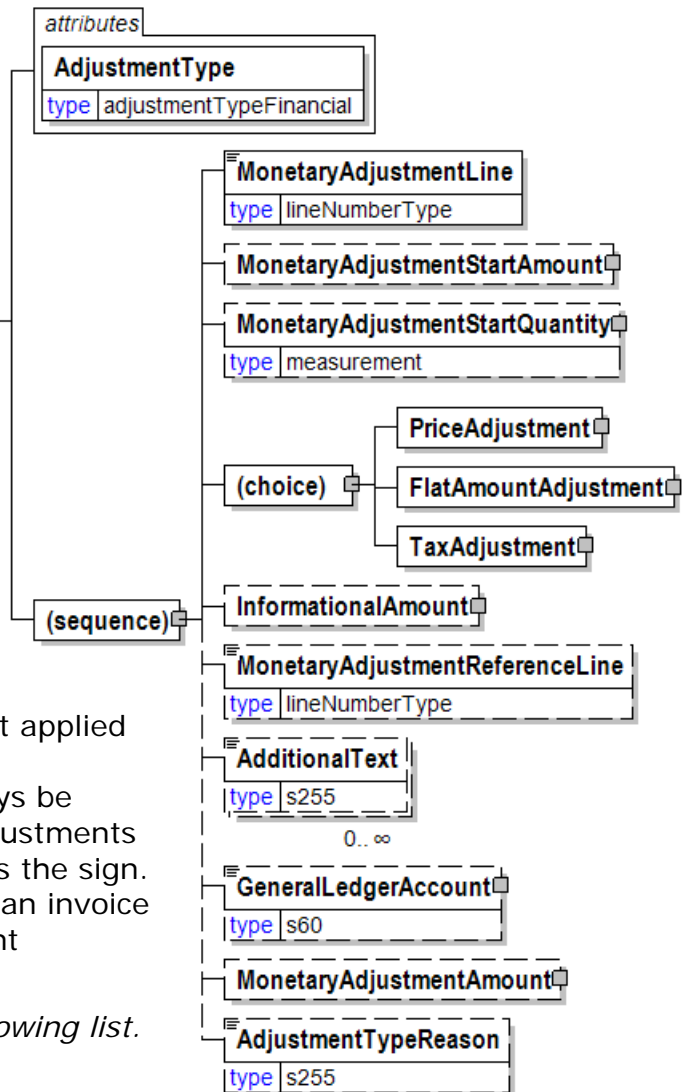 attributes
AdjustmentType
type adjustmentTypeFinancial
MonetaryAdjustmentLine
type lineNumberType
MonetaryAdjustmentStartAmount
MonetaryAdjustmentStartQuantity
type measurement
(choice)
PriceAdjustment
FlatAmountAdjustment
TaxAdjustment
(sequence)
InformationalAmount
MonetaryAdjustmentReferenceLine
type lineNumberType
AdditionalText
type s255
0.. ∞
GeneralLedgerAccount
type s60
MonetaryAdjustmentAmount
AdjustmentTypeReason
type s255
t applied
ys be
justments
s the sign.
an invoice
nt
owing list.